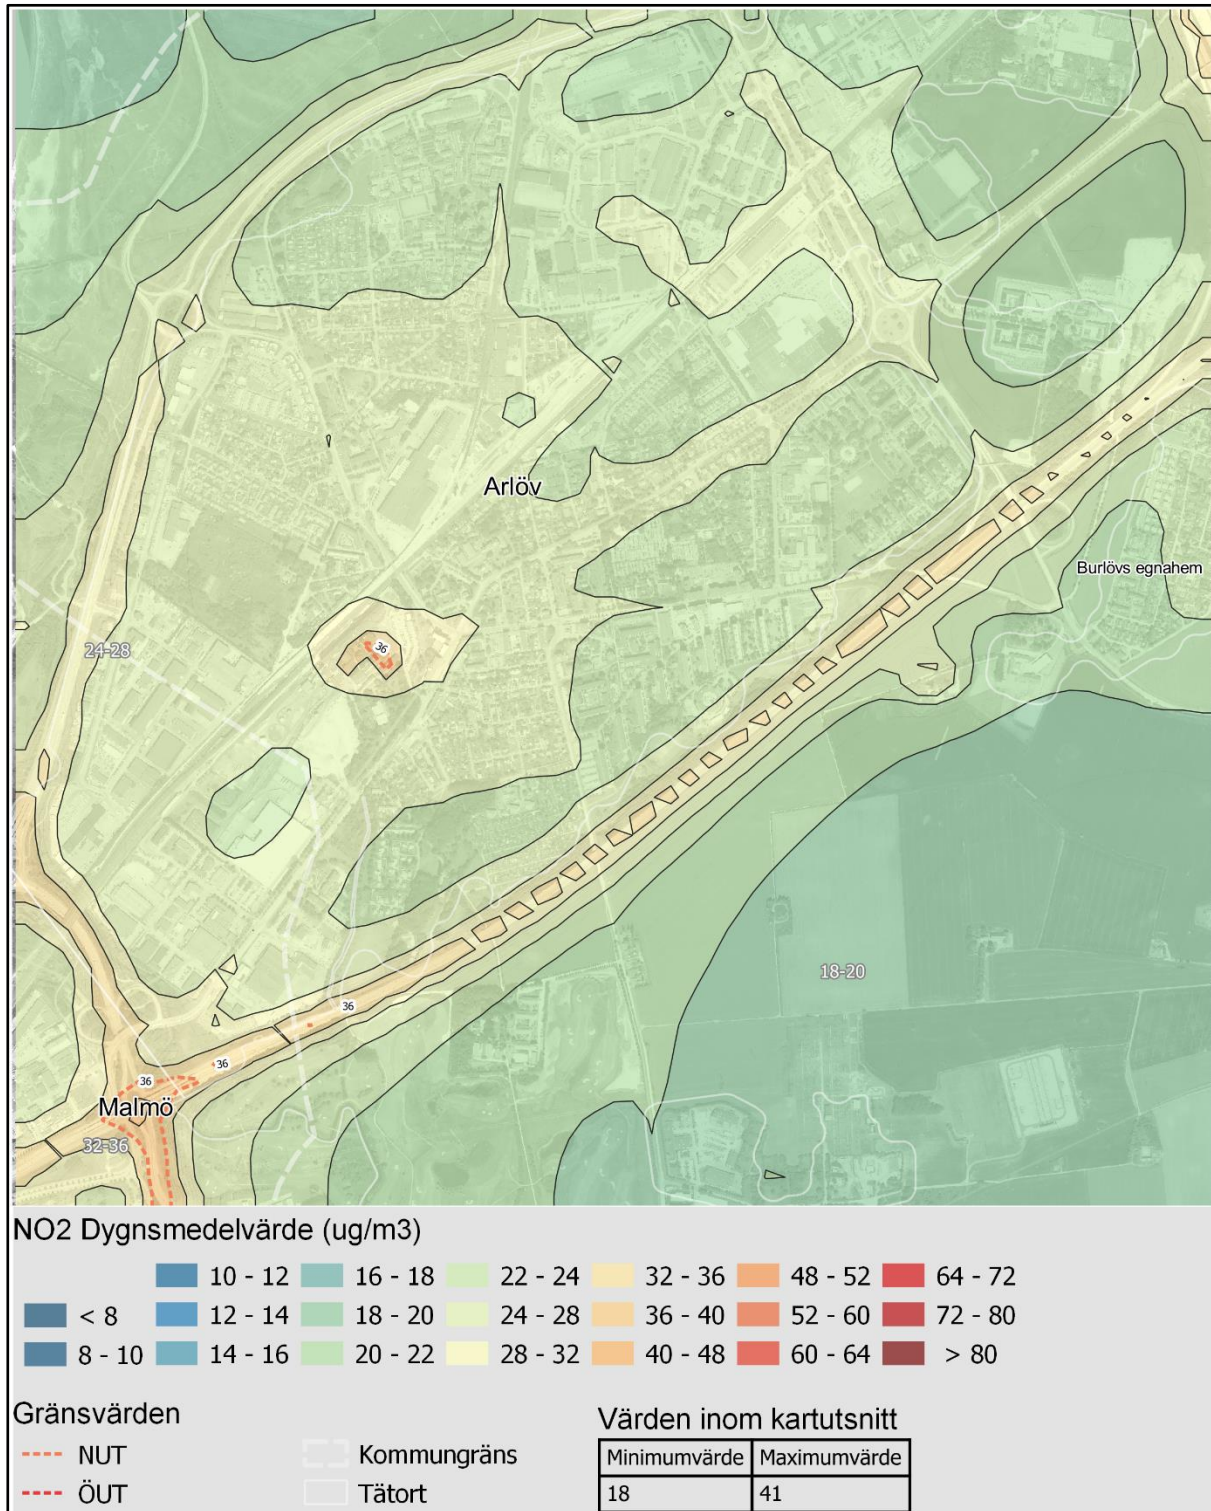 Arlöv
Burlövs egnahem
36
24-28
18-20
36
36
36
Malmö
32-36
NO2 Dygnsmedelvärde (ug/m3)
10 - 12 16 - 18 22 - 24 32 - 36 48 - 52 64 - 72
< 8 12 - 14 18 - 20 24 - 28 36 - 40 52 - 60 72 - 80
8 - 10 14 - 16 20 - 22 28 - 32 40 - 48 60 - 64 > 80
Gränsvärden Värden inom kartutsnitt
NUT Kommungräns Minimumvärde Maximumvärde
ÖUT Tätort 18 41